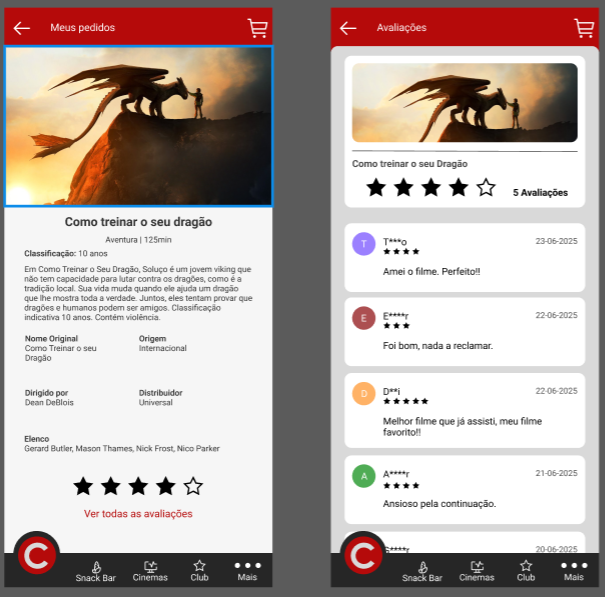 Meus pedidos
Como treinar o seu dragão
Aventura | 125min
Classificação: 10 anos
Em Como Treinar o Seu Dragão, Soluço é um jovem viking que
não tem capacidade para lutar contra os dragões, como é a
tradição local. Sua vida muda quando ele ajuda um dragão
que lhe mostra toda a verdade. Juntos, eles tentam provar que
dragões e humanos podem ser amigos. Classificação
indicativa 10 anos. Contém violência.
Nome Original
Como Treinar o seu
Dragão
Origem
Internacional
Dirigido por
Dean DeBlois
Distribuidor
Universal
Elenco
Gerard Butler, Mason Thames, Nick Frost, Nico Parker
Ver todas as avaliações
C
Snack Bar
Cinemas
Club
Mais
Avaliações
Como treinar o seu Dragão
5 Avaliações
T
T***o
23-06-2025
Amei o filme. Perfeito!!
E
E****r
22-06-2025
Foi bom, nada a reclamar.
D
D**i
22-06-2025
Melhor filme que já assisti, meu filme
favorito!!
A
A****r
21-06-2025
Ansioso pela continuação.
G****r
20-06-2025
C
Snack Bar
Cinemas
Club
Mais